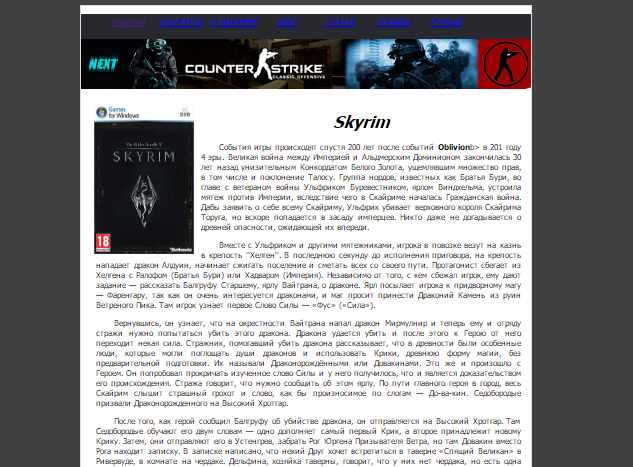 NEXT
COUNTER STRIKE
CLASSIC OFFENSIVE
Games
for Windows
PC
DVD
SKYRIM
18
Bethesda
Skyrim
События игры происходят спустя 200 лет после событий Oblivionb> в 201 году
4 эры. Великая война между Империей и Альдмерским Доминионом закончилась 30
лет назад унизительным Конкордатом Белого Золота, ущемлявшим множество прав,
в том числе и поклонение Талосу. Группа нордов, известных как Братья Бури, во
главе с ветераном войны Ульфриком Буревестником, ярлом Виндхельма, устроила
мятеж против Империи, вследствие чего в Скайриме началась Гражданская война.
Дабы заявить о себе всему Скайриму, Ульфрик убивает верховного короля Скайрима
Торуга, но вскоре попадается в засаду имперцев. Никто даже не догадывается о
древней опасности, ожидающей их впереди.
Вместе с Ульфриком и другими мятежниками, игрока в повозке везут на казнь
в крепость "Хелген". В последнюю секунду до исполнения приговора, на крепость
нападает дракон Алдуин, начинает сжигать поселение и сметать всех со своего пути. Протагонист сбегает из
Хелгена с Ралофом (Братья Бури) или Хадваром (Империя). Независимо от того, с кем сбежал игрок, ему дают
задание — рассказать Балгруфу Старшему, ярлу Вайтрана, о драконе. Ярл посылает игрока к придворному магу
— Фаренгару, так как он очень интересуется драконами, и маг просит принести Драконий Камень из руин
Ветреного Пика. Там игрок узнает первое Слово Силы — «Фус» («Сила»).
Вернувшись, он узнает, что на окрестности Вайтрана напал дракон Мирмулнир и теперь ему и отряду
стражи нужно попытаться убить этого дракона. Дракона удается убить и после этого к Герою от него
переходит некая сила. Стражник, помогавший убить дракона рассказывает, что в древности были особенные
люди, которые могли поглощать души драконов и использовать Крики, древнюю форму магии, без
предварительной подготовки. Их называли Драконорождёнными или Довакинами. Это же и произошло с
Героем. Он попробовал прокричать изученное слово Силы и у него получилось, что и является доказательством
его происхождения. Стража говорит, что нужно сообщить об этом ярлу. По пути главного героя в город, весь
Скайрим слышит страшный грохот и слово, как бы произносимое по слогам — До-ва-кин. Седобородые
призвали Драконорожденного на Высокий Хротгар.
После того, как герой сообщил Балгруфу об убийстве дракона, он отправляется на Высокий Хротгар. Там
Седобородые обучают его двум словам — одно дополняет самый первый Крик, а второе принадлежит новому
Крику. Затем, они отправляют его в Устенгрев, забрать Рог Юргена Призывателя Ветра, но там Довакин вместо
Рога находит записку. В записке написано, что некий Друг хочет встретиться в таверне «Спящий Великан» в
Ривервуде, в комнате на чердаке. Дельфина, хозяйка таверны, говорит, что у них нет чердака, но есть одна